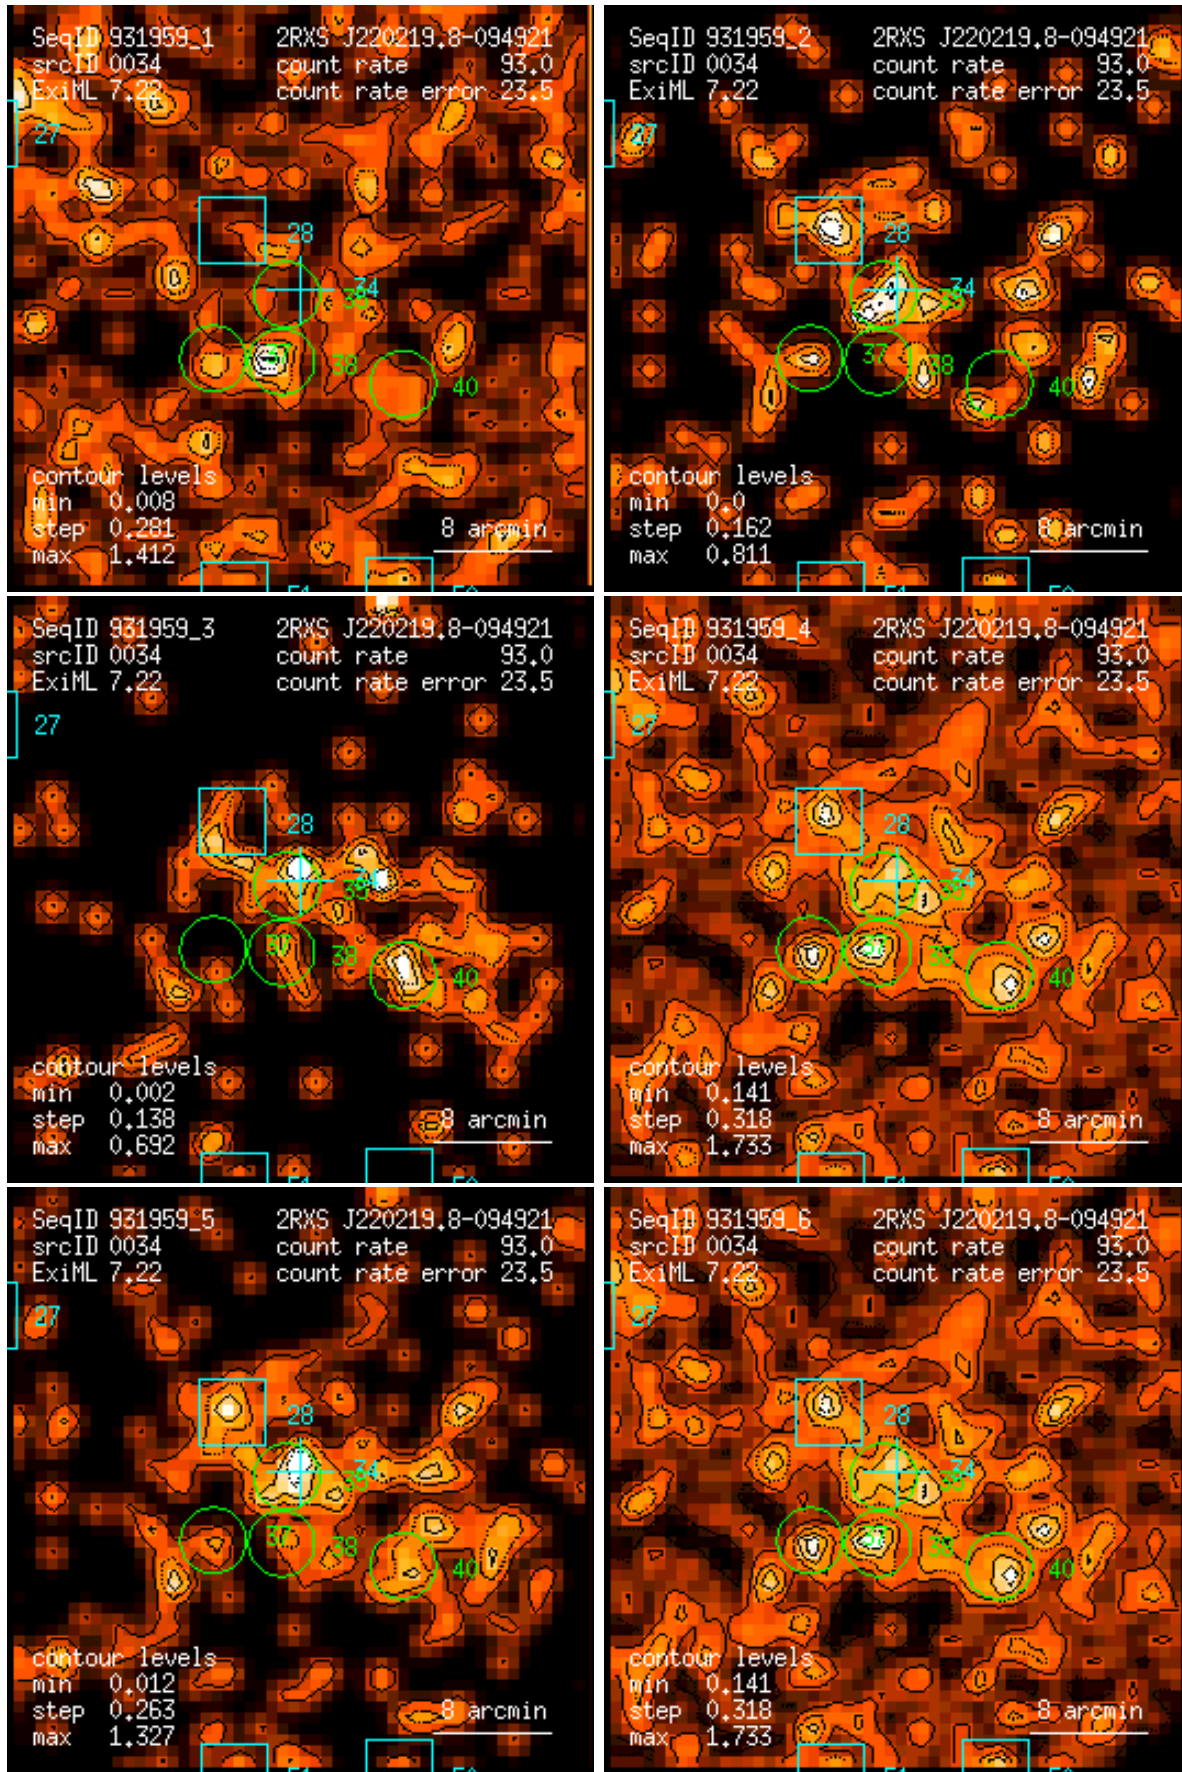 SeqID 931959_1 2RXS J220219.8-094921
srcID 0034 count rate 93.0
ExiML 7.22 count rate error 23.5
27
28
34
37
38
40
contour levels
min 0.008
step 0.281
max 1.412
8 arcmin
SeqID 931959_2 2RXS J220219.8-094921
srcID 0034 count rate 93.0
ExiML 7.22 count rate error 23.5
27
28
34
37
38
40
contour levels
min 0.0
step 0.162
max 0.811
8 arcmin
SeqID 931959_3 2RXS J220219.8-094921
srcID 0034 count rate 93.0
ExiML 7.22 count rate error 23.5
27
28
34
37
38
40
contour levels
min 0.002
step 0.138
max 0.692
8 arcmin
SeqID 931959_4 2RXS J220219.8-094921
srcID 0034 count rate 93.0
ExiML 7.22 count rate error 23.5
27
28
34
37
38
40
contour levels
min 0.141
step 0.318
max 1.733
8 arcmin
SeqID 931959_5 2RXS J220219.8-094921
srcID 0034 count rate 93.0
ExiML 7.22 count rate error 23.5
27
28
34
37
38
40
contour levels
min 0.012
step 0.263
max 1.327
8 arcmin
SeqID 931959_6 2RXS J220219.8-094921
srcID 0034 count rate 93.0
ExiML 7.22 count rate error 23.5
27
28
34
37
38
40
contour levels
min 0.141
step 0.318
max 1.733
8 arcmin